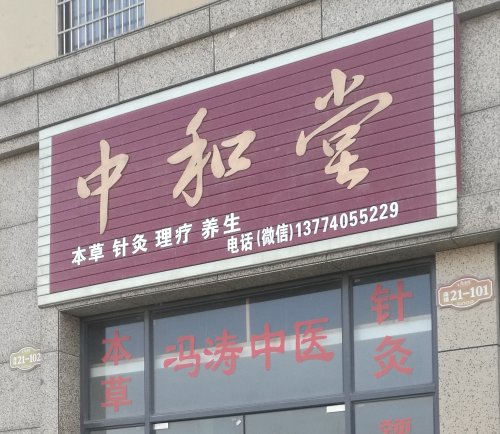 中和堂
本草 针灸 理疗 养生
电话(微信)13774055229
21-101
21-102
本草
冯涛中医
针灸